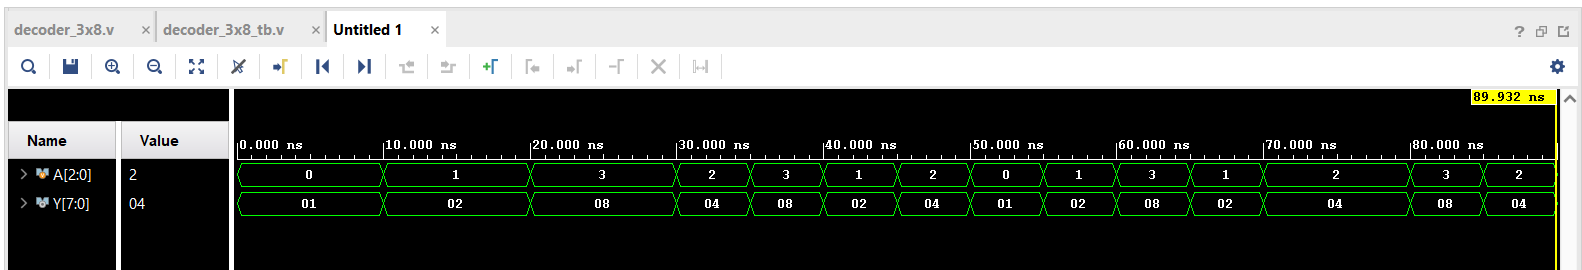 decoder_3x8.v × decoder_3x8_tb.v × Untitled 1 × ?
89.932 ns
Name Value
0.000 ns 10.000 ns 20.000 ns 30.000 ns 40.000 ns 50.000 ns 60.000 ns 70.000 ns 80.000 ns
A[2:0] 2 0 1 3 2 3 1 2 0 1 3 1 2 3 2
Y[7:0] 04 01 02 08 04 08 02 04 01 02 08 02 04 08 04